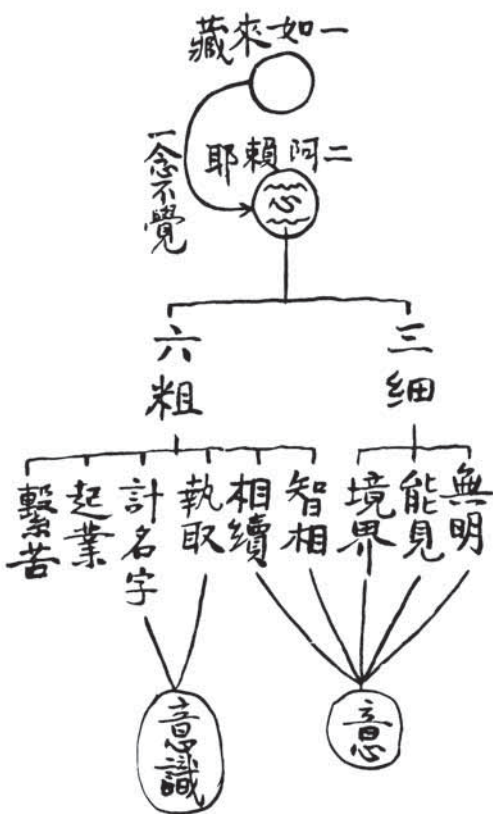 一如來藏
一念不覺
二阿賴耶
心
三細
六粗
無明
能見
境界
智相
相續
執取
計名字
起業
繫苦
意
意識